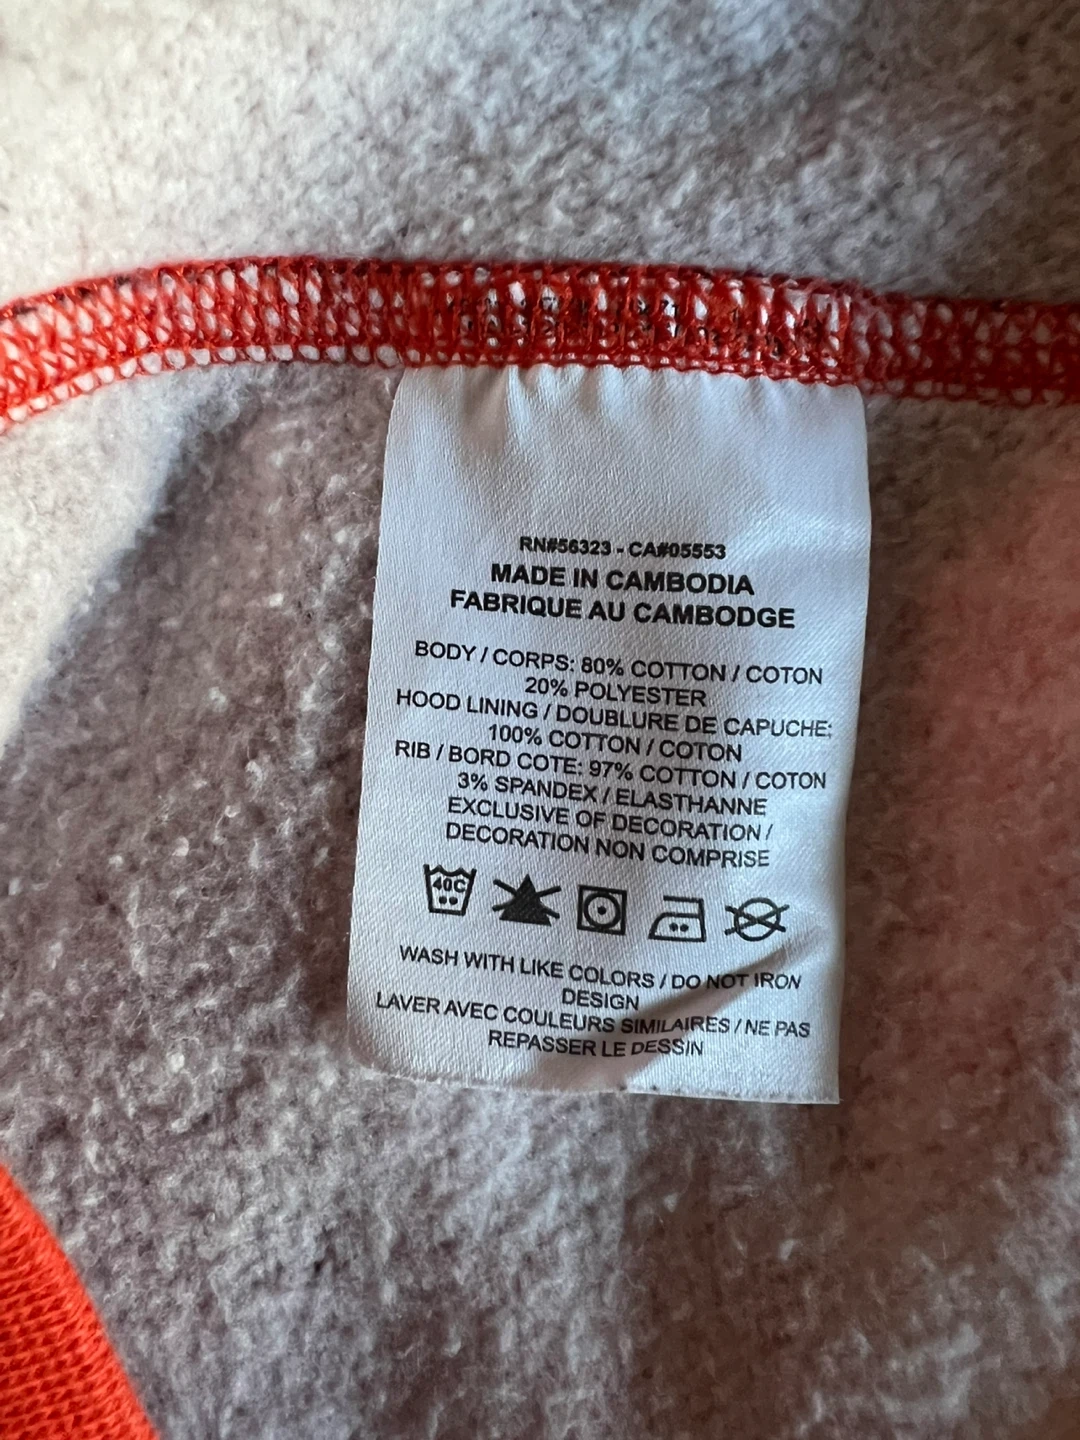 RN#56323 - CA#05553
MADE IN CAMBODIA
FABRIQUE AU CAMBODGE
BODY / CORPS: 80% COTTON / COTON
20% POLYESTER
HOOD LINING / DOUBLURE DE CAPUCHE:
100% COTTON / COTON
RIB / BORD COTE: 97% COTTON / COTON
3% SPANDEX / ELASTHANNE
EXCLUSIVE OF DECORATION /
DECORATION NON COMPRISE
40C
WASH WITH LIKE COLORS / DO NOT IRON
DESIGN
LAVER AVEC COULEURS SIMILAIRES / NE PAS
REPASSER LE DESSIN